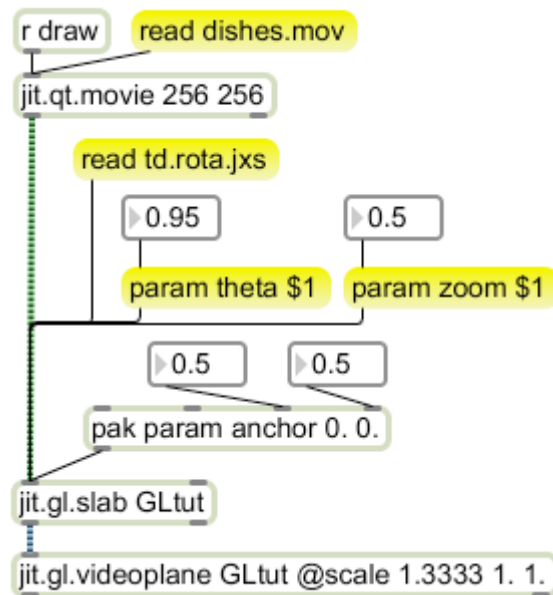 r draw
read dishes.mov
jit.qt.movie 256 256
read td.rota.jxs
0.95
0.5
param theta $1
param zoom $1
0.5
0.5
pak param anchor 0. 0.
jit.gl.slab GLtut
jit.gl.videoplane GLtut @scale 1.3333 1. 1.